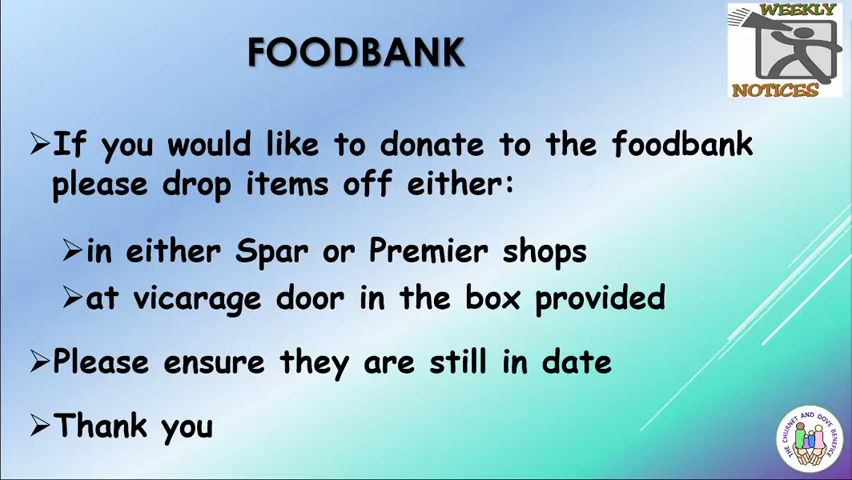 WEEKLY
NOTICES
FOODBANK
➢If you would like to donate to the foodbank
please drop items off either:
➢in either Spar or Premier shops
➢at vicarage door in the box provided
➢Please ensure they are still in date
➢Thank you
THE CHURNET AND DOVE BENEFICE